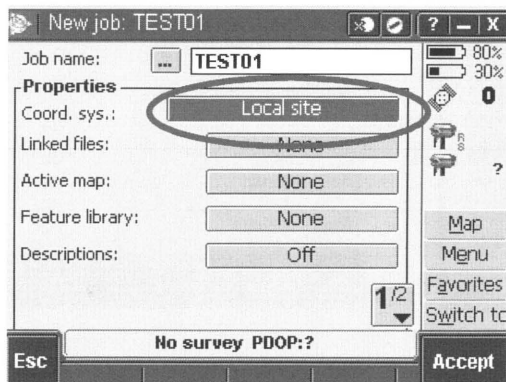 New job: TEST01
? – X
Job name: ... TEST01
80%
30%
Properties
Coord. sys.: Local site
0
Linked files: None
R
S
Active map: None
?
Feature library: None
Map
Descriptions: Off
Menu
Favorites
1/2
Switch to
No survey PDOP:?
Esc
Accept